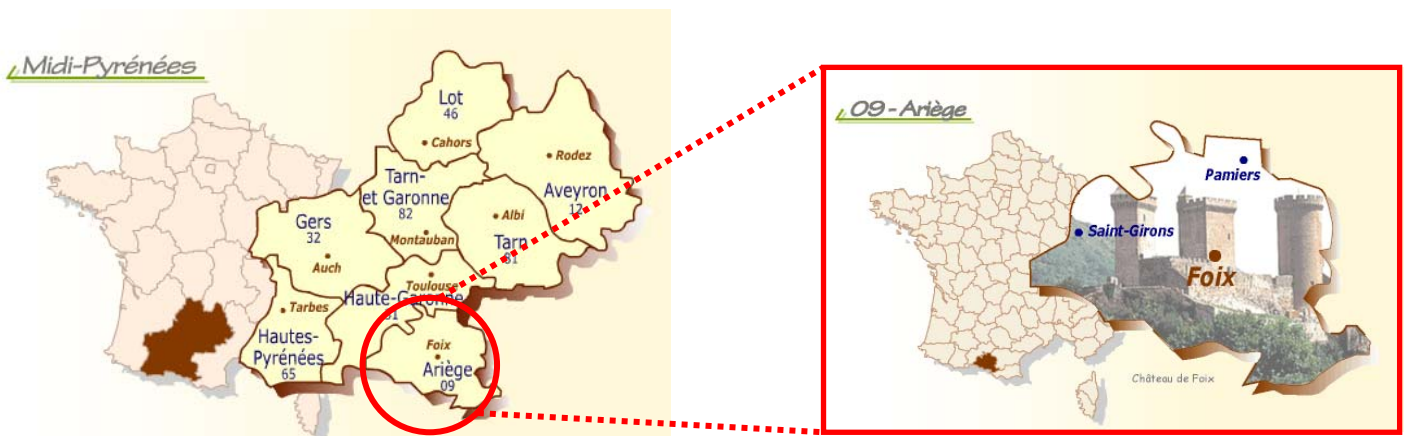 Midi-Pyrénées
Lot
46
Cahors
Rodez
Aveyron
12
Tarn-
et Garonne
82
Montauban
Albi
Tarn
81
Gers
32
Auch
Toulouse
Haute-Garonne
31
Tarbes
Hautes-
Pyrénées
65
Foix
Ariège
09
09 - Ariège
Pamiers
Saint-Girons
Foix
Château de Foix